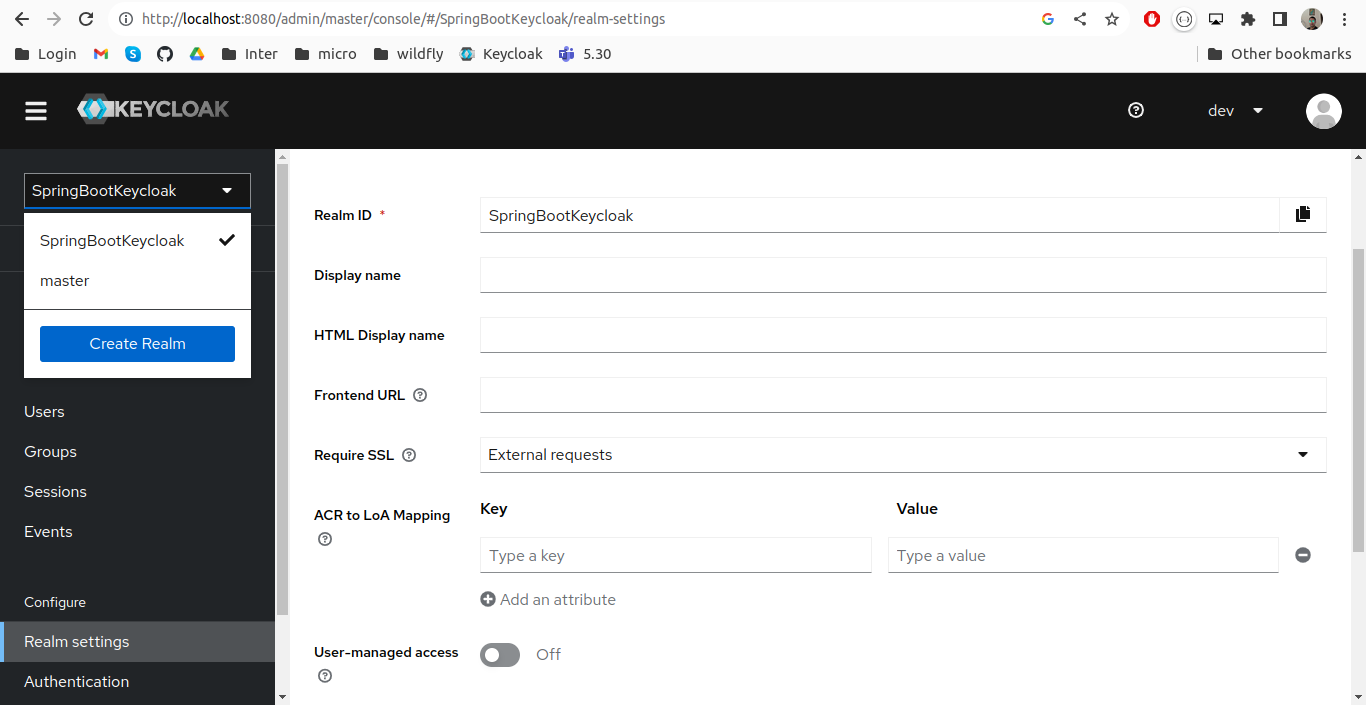 http://localhost:8080/admin/master/console/#/SpringBootKeycloak/realm-settings
Login Inter micro wildfly Keycloak 5.30 Other bookmarks
KEYCLOAK dev
SpringBootKeycloak
SpringBootKeycloak
master
Create Realm
Users
Groups
Sessions
Events
Configure
Realm settings
Authentication
Realm ID * SpringBootKeycloak
Display name
HTML Display name
Frontend URL
Require SSL External requests
ACR to LoA Mapping Key Value
Type a key Type a value
Add an attribute
User-managed access Off